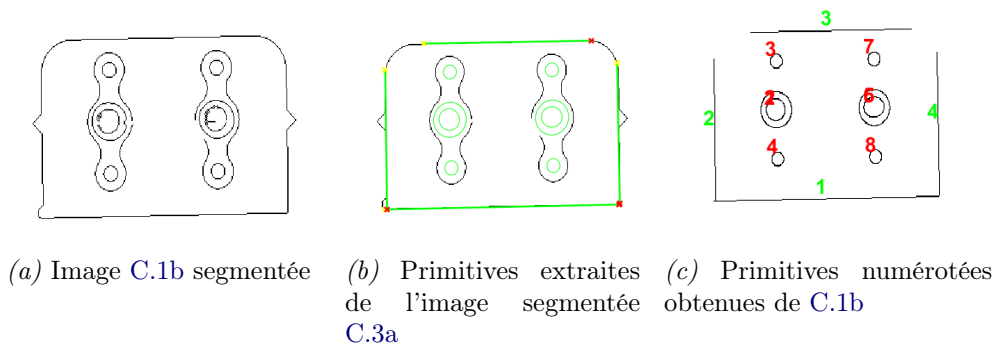 3
3
7
2
2
6
4
4
8
1
(a) Image C.1b segmentée
(b) Primitives extraites
de l'image segmentée
C.3a
(c) Primitives numérotées
obtenues de C.1b